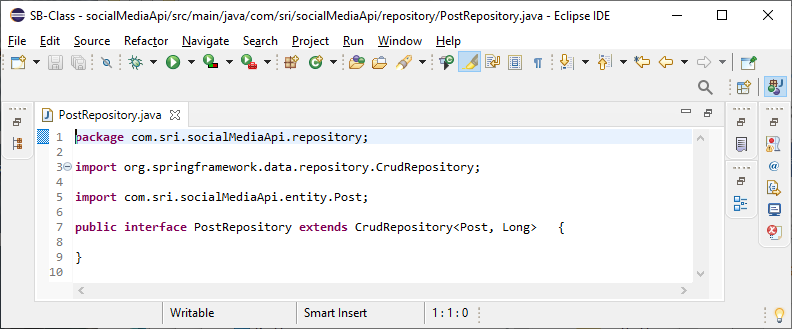 SB-Class - socialMediaApi/src/main/java/com/sri/socialMediaApi/repository/PostRepository.java - Eclipse IDE
File Edit Source Refactor Navigate Search Project Run Window Help
PostRepository.java
1 package com.sri.socialMediaApi.repository;
2
3 import org.springframework.data.repository.CrudRepository;
4
5 import com.sri.socialMediaApi.entity.Post;
6
7 public interface PostRepository extends CrudRepository<Post, Long> {
8
9 }
10
Writable Smart Insert 1 : 1 : 0